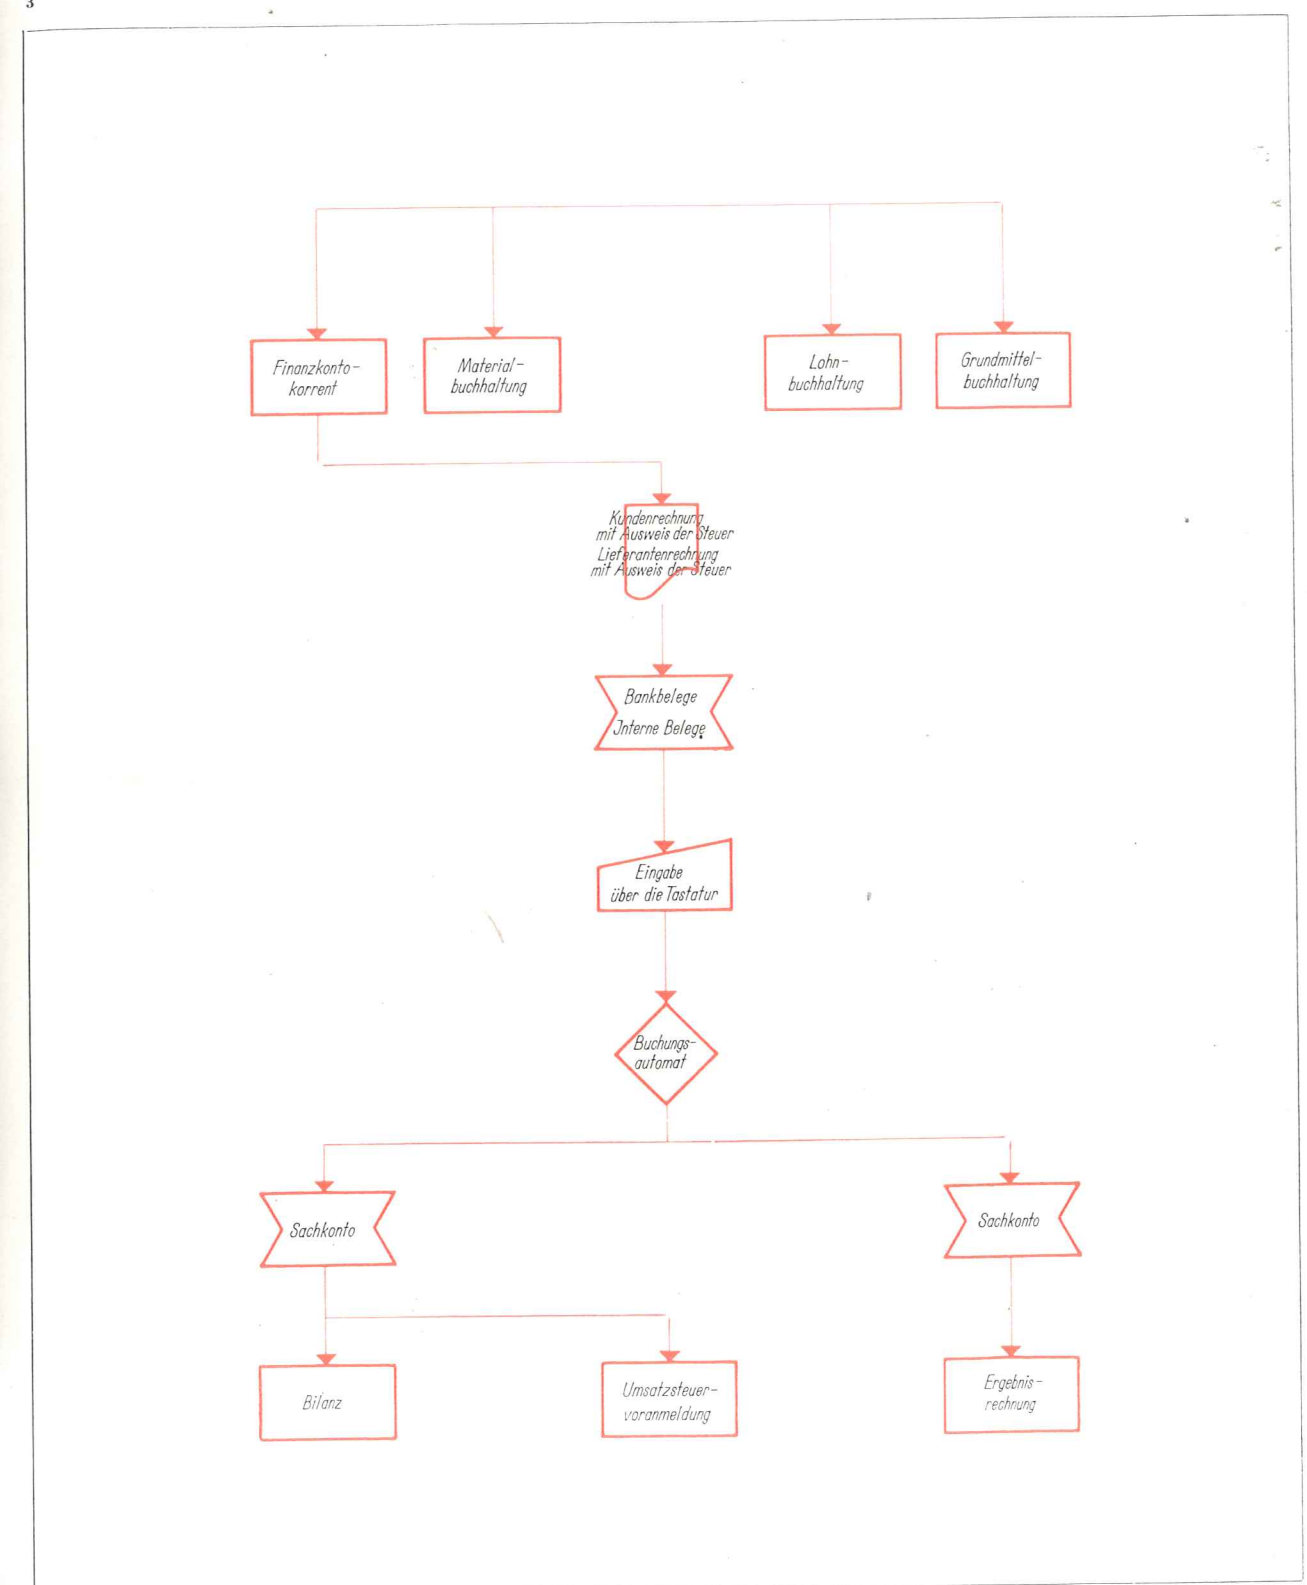 3
Finanzkonto-
korrent
Material-
buchhaltung
Lohn-
buchhaltung
Grundmittel-
buchhaltung
Kundenrechnung
mit Ausweis der Steuer
Lieferantenrechnung
mit Ausweis der Steuer
Bankbelege
Interne Belege
Eingabe
über die Tastatur
Buchungs-
automat
Sachkonto
Sachkonto
Bilanz
Umsatzsteuer-
voranmeldung
Ergebnis-
rechnung